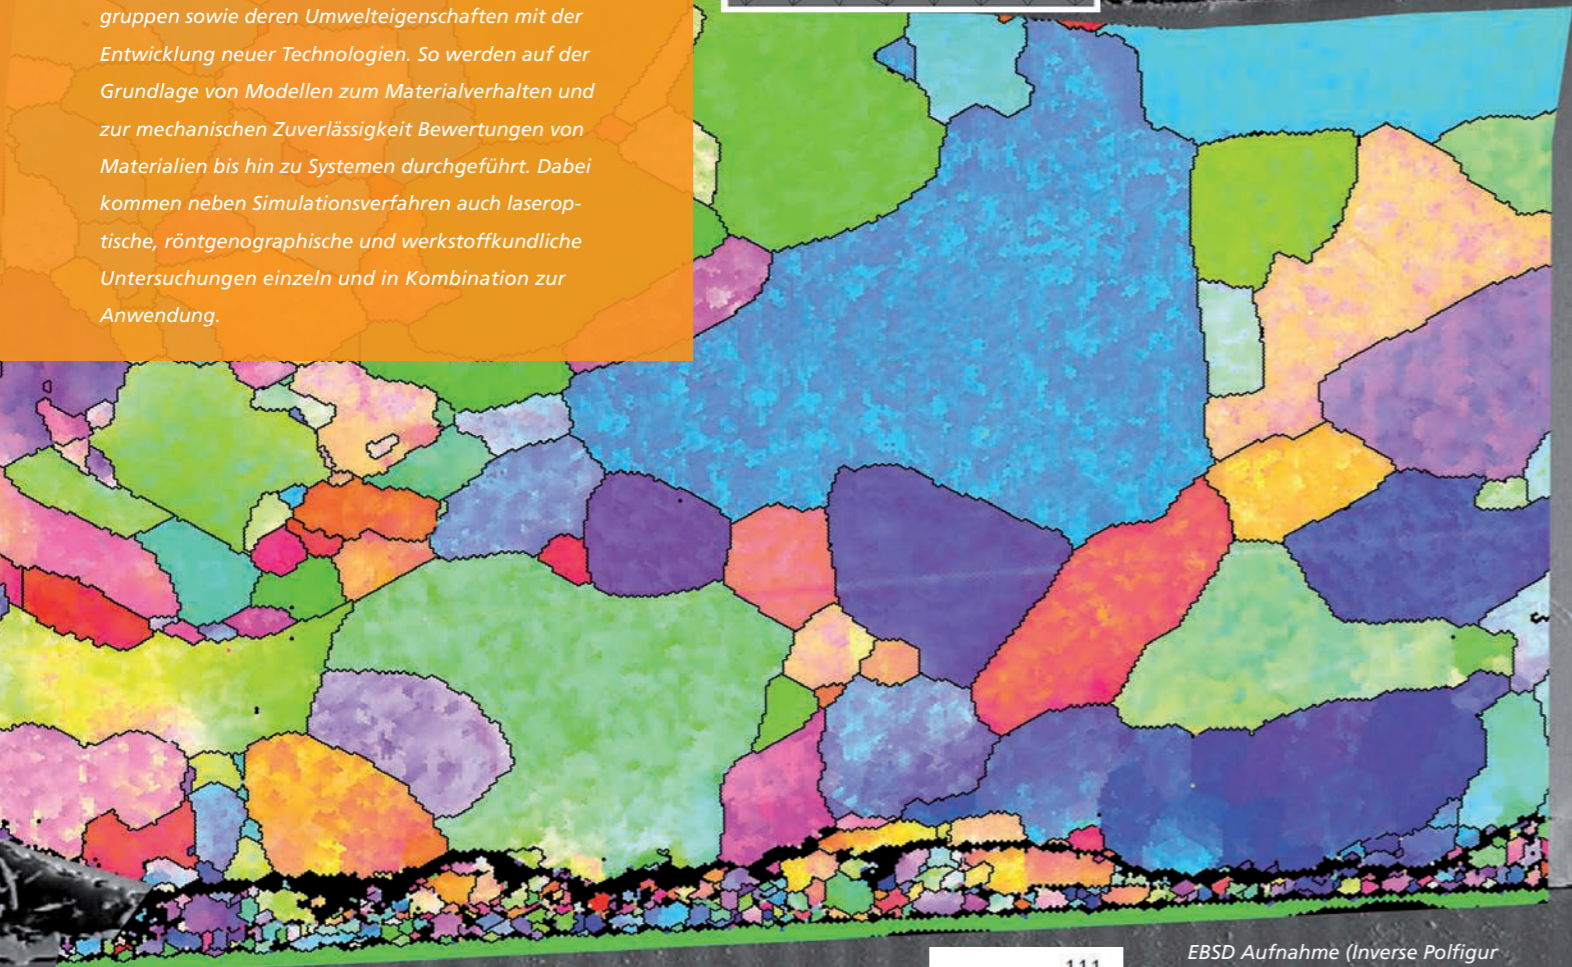 gruppen sowie deren Umwelteigenschaften mit der
Entwicklung neuer Technologien. So werden auf der
Grundlage von Modellen zum Materialverhalten und
zur mechanischen Zuverlässigkeit Bewertungen von
Materialien bis hin zu Systemen durchgeführt. Dabei
kommen neben Simulationsverfahren auch laserop-
tische, röntgenographische und werkstoffkundliche
Untersuchungen einzeln und in Kombination zur
Anwendung.
111
EBSD Aufnahme (Inverse Polfigur